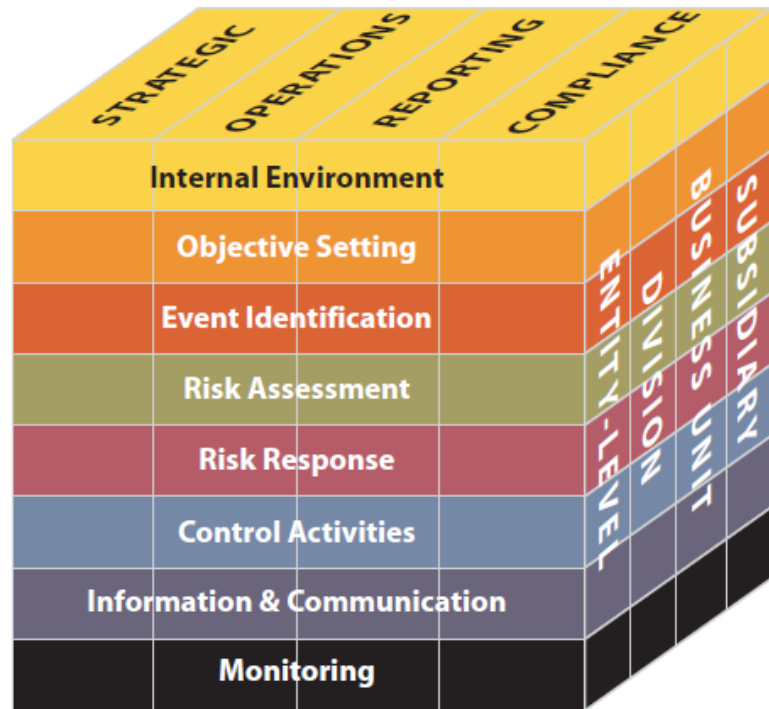 STRATEGIC
OPERATIONS
REPORTING
COMPLIANCE
Internal Environment
Objective Setting
Event Identification
Risk Assessment
Risk Response
Control Activities
Information & Communication
Monitoring
ENTITY-LEVEL
DIVISION
BUSINESS UNIT
SUBSIDIARY